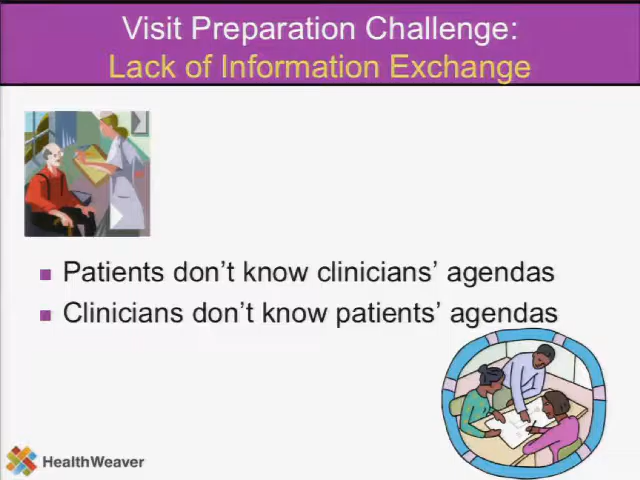 Visit Preparation Challenge:
Lack of Information Exchange
Patients don't know clinicians' agendas
Clinicians don't know patients' agendas
HealthWeaver